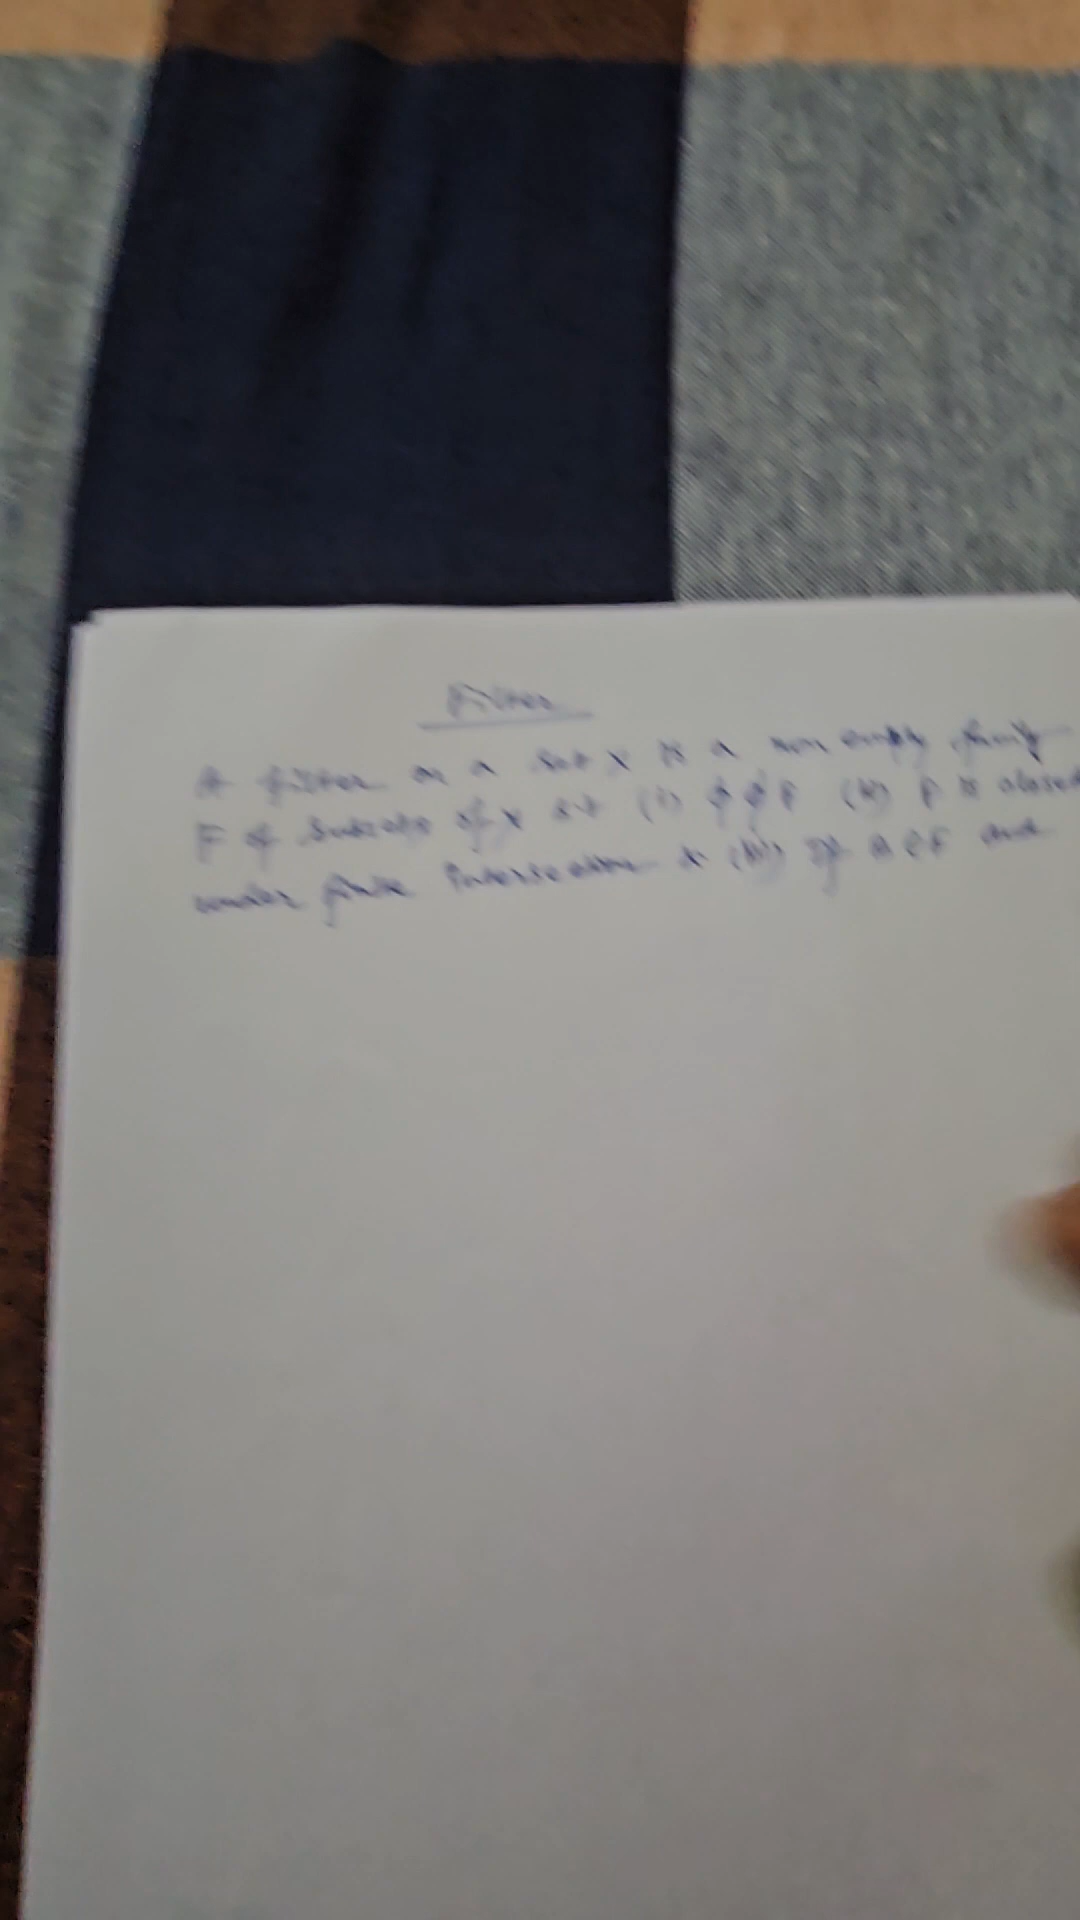 Filter
A filter on a set X is a non empty family
F of subsets of X s.t (i) ϕ ∉ F (ii) F is closed
under finite intersection & (iii) If A ∈ F and